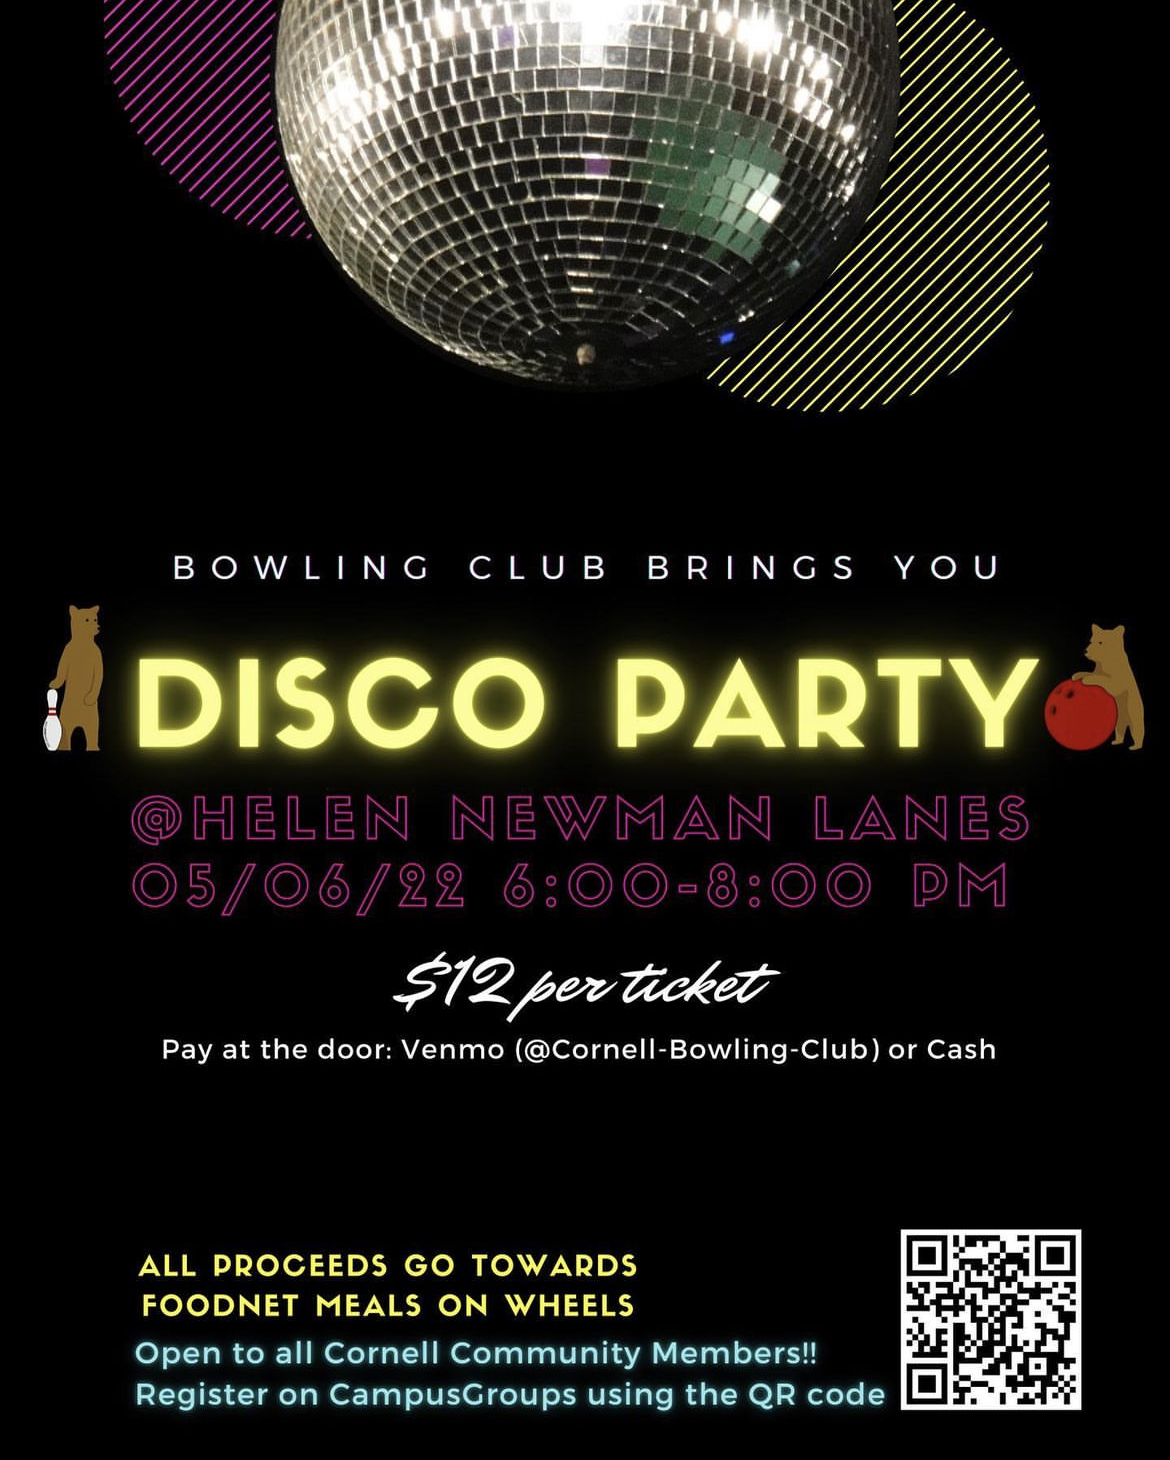 BOWLING CLUB BRINGS YOU
DISCO PARTY
@HELEN NEWMAN LANES
05/06/22 6:00-8:00 PM
$12 per ticket
Pay at the door: Venmo (@Cornell-Bowling-Club) or Cash
ALL PROCEEDS GO TOWARDS
FOODNET MEALS ON WHEELS
Open to all Cornell Community Members!!
Register on CampusGroups using the QR code